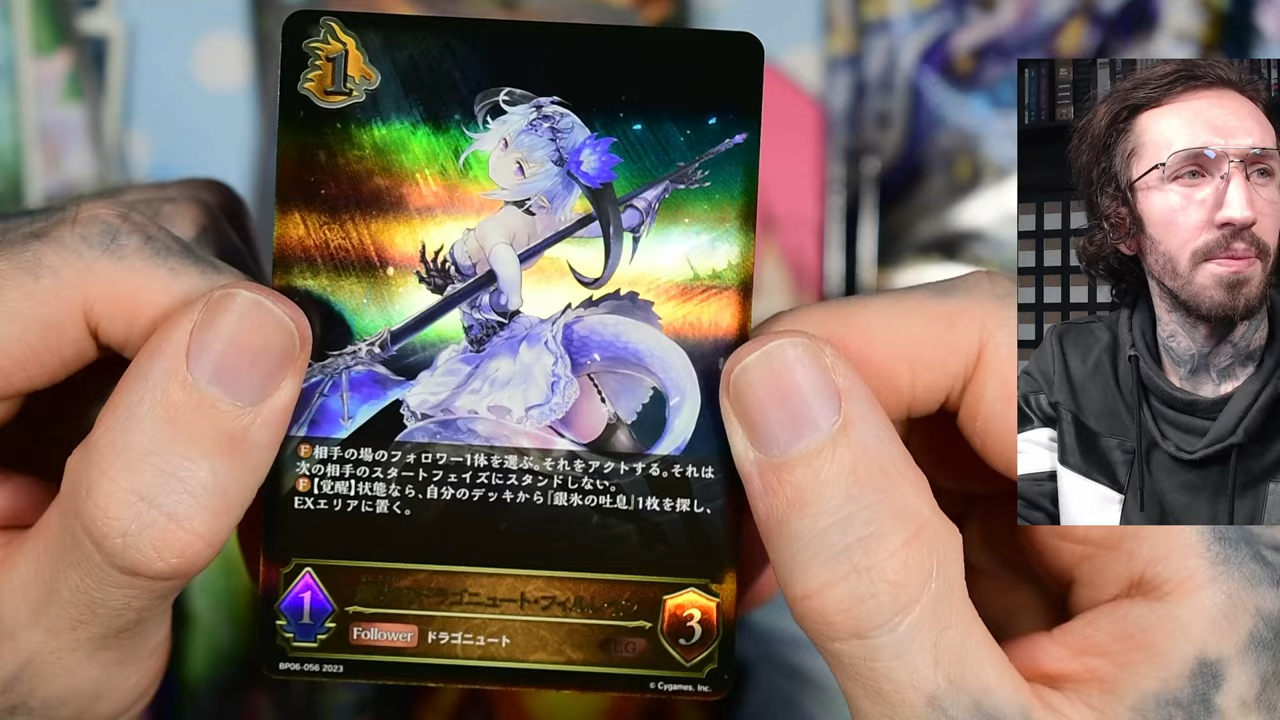 1
F相手の場のフォロワー1体を選ぶ。それをアクトする。それは
次の相手のスタートフェイズにスタンドしない。
F【覚醒】状態なら、自分のデッキから『銀氷の吐息』1枚を探し、
EXエリアに置く。
ドラゴニュート・フィルレイン
1
3
Follower ドラゴニュート
LG
BP06-056 2023
© Cygames, Inc.